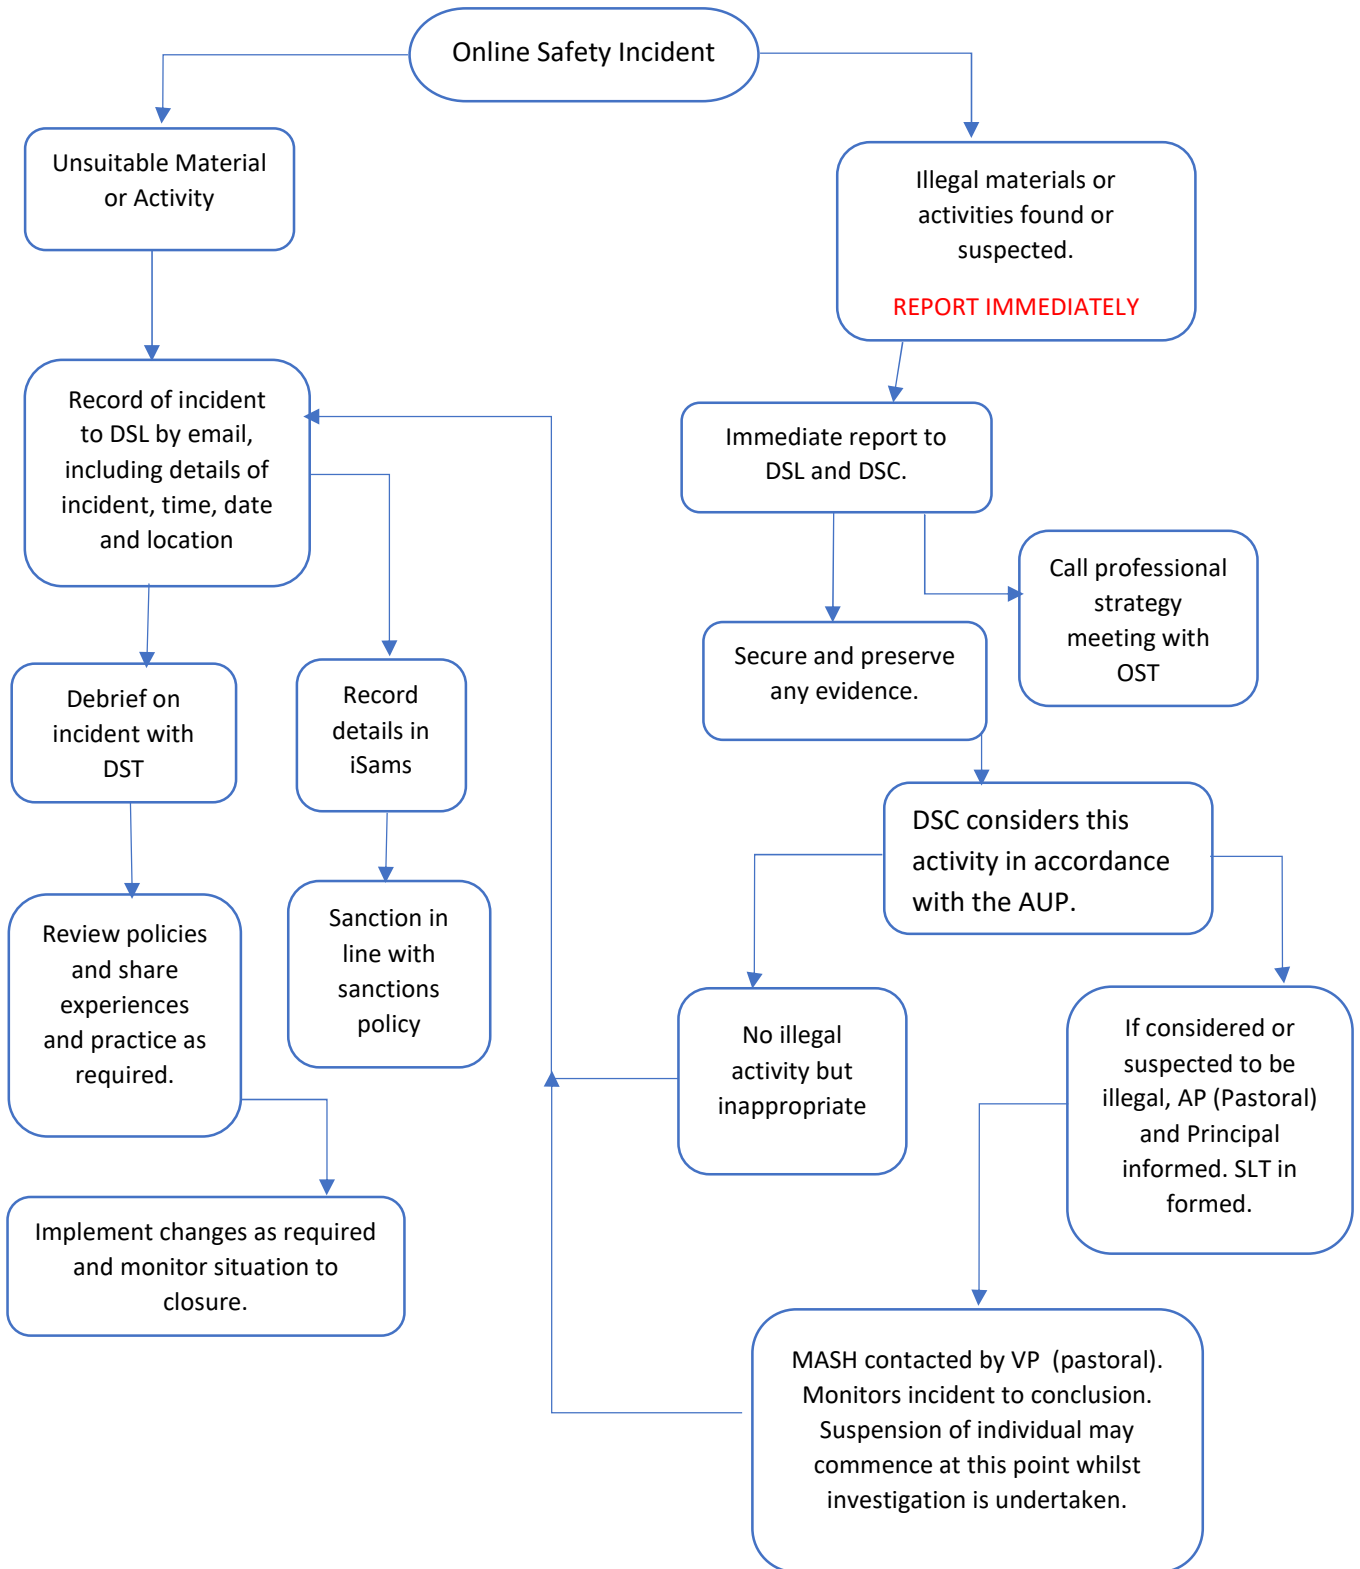 Online Safety Incident
Unsuitable Material
or Activity
Illegal materials or
activities found or
suspected.
REPORT IMMEDIATELY
Record of incident
to DSL by email,
including details of
incident, time, date
and location
Immediate report to
DSL and DSC.
Call professional
strategy
meeting with
OST
Secure and preserve
any evidence.
Debrief on
incident with
DST
Record
details in
iSams
DSC considers this
activity in accordance
with the AUP.
Review policies
and share
experiences
and practice as
required.
Sanction in
line with
sanctions
policy
No illegal
activity but
inappropriate
If considered or
suspected to be
illegal, AP (Pastoral)
and Principal
informed. SLT in
formed.
Implement changes as required
and monitor situation to
closure.
MASH contacted by VP  (pastoral).
Monitors incident to conclusion.
Suspension of individual may
commence at this point whilst
investigation is undertaken.